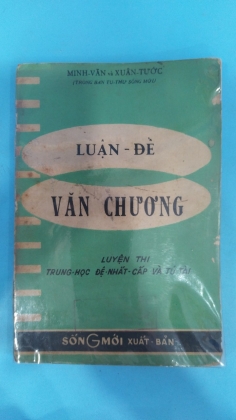 MINH-VĂN và XUÂN-TƯỚC
LUẬN-ĐỀ
VĂN CHƯƠNG
LUYỆN THI
TRUNG-HỌC ĐỆ-NHẤT-CẤP VÀ TÚ-TÀI
SỐNG MỚI XUẤT-BẢN